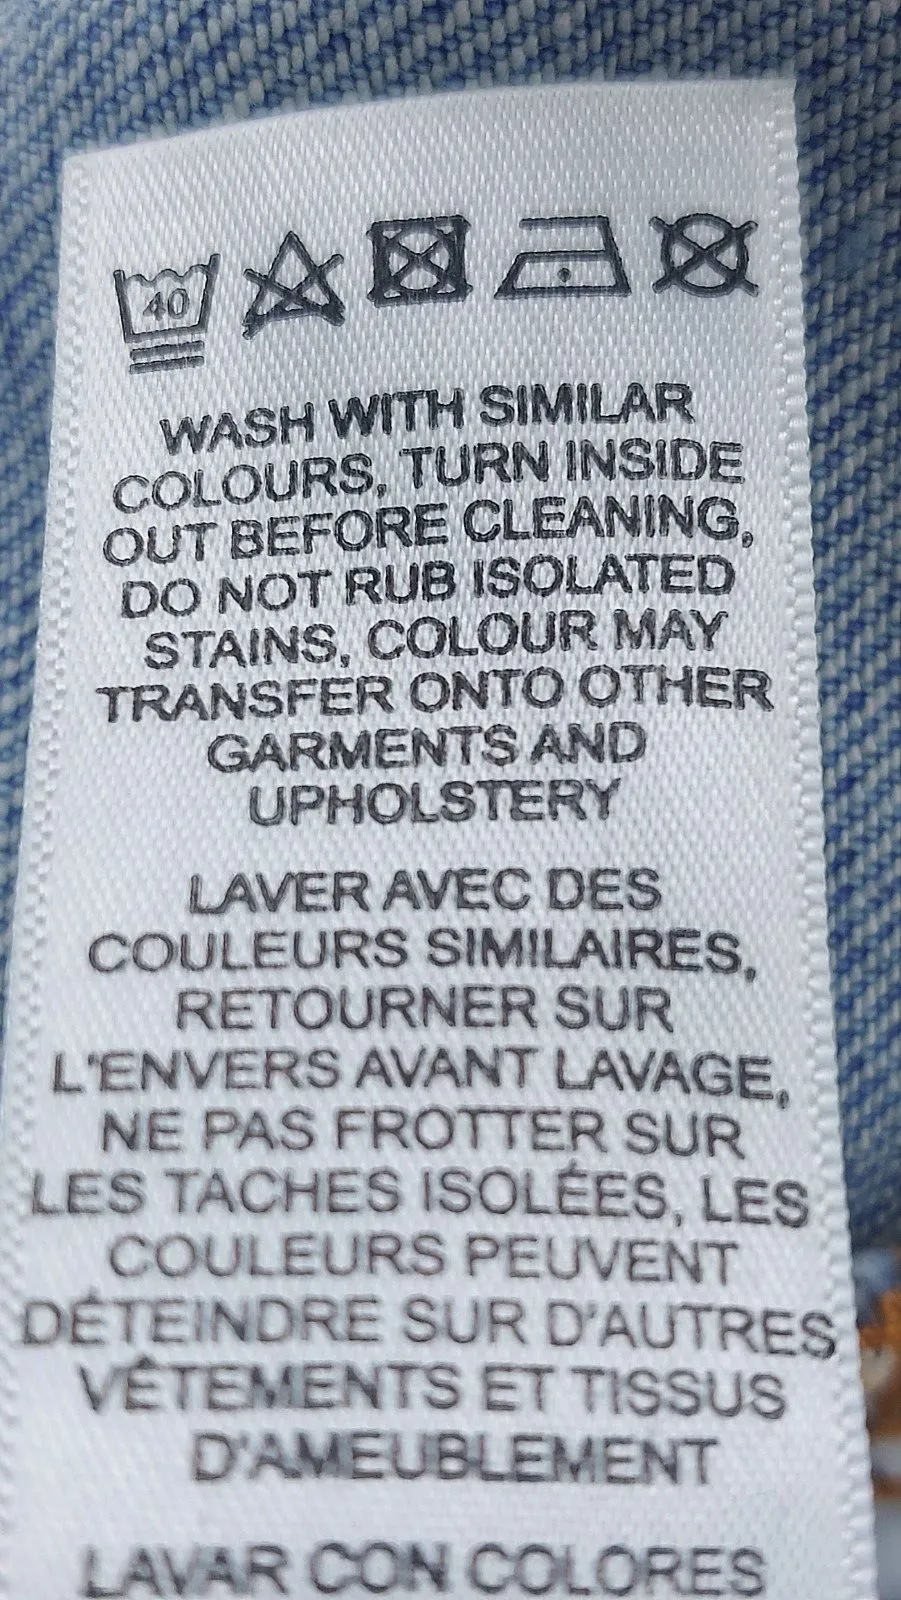 40
WASH WITH SIMILAR
COLOURS, TURN INSIDE
OUT BEFORE CLEANING,
DO NOT RUB ISOLATED
STAINS, COLOUR MAY
TRANSFER ONTO OTHER
GARMENTS AND
UPHOLSTERY
LAVER AVEC DES
COULEURS SIMILAIRES,
RETOURNER SUR
L'ENVERS AVANT LAVAGE,
NE PAS FROTTER SUR
LES TACHES ISOLÉES, LES
COULEURS PEUVENT
DÉTEINDRE SUR D'AUTRES
VÊTEMENTS ET TISSUS
D'AMEUBLEMENT
LAVAR CON COLORES